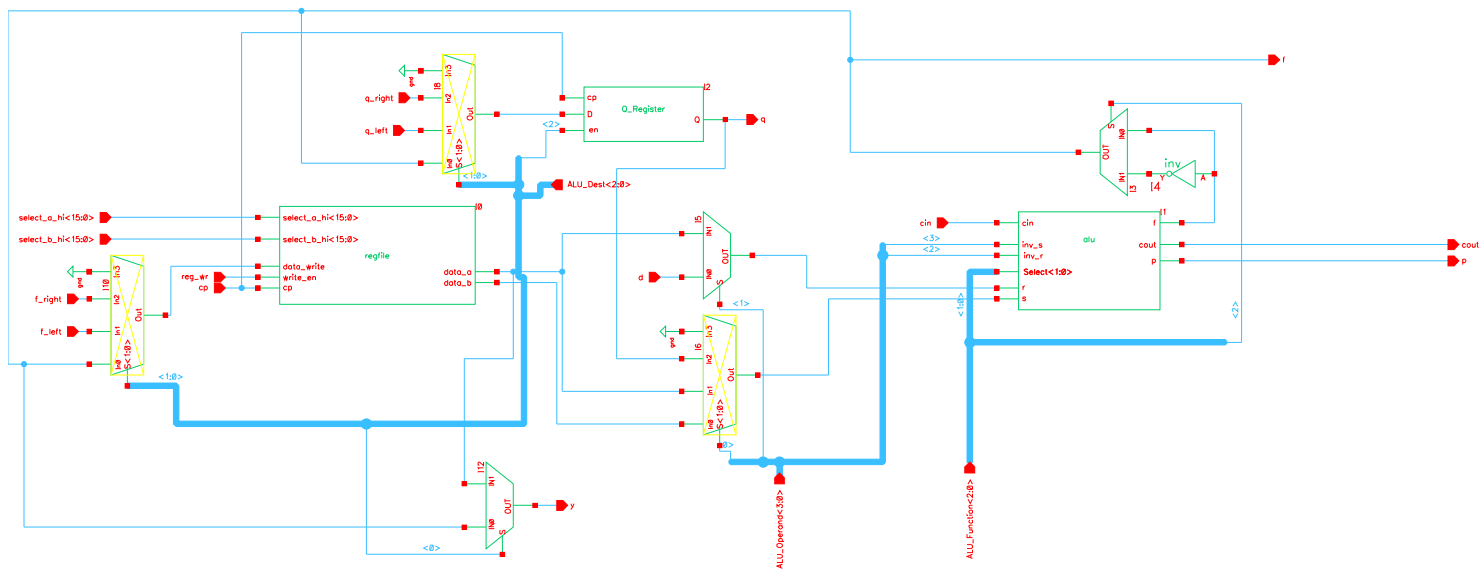 f
In3
gnd
I8
q_right
In2
Out
q_left
In1
In0
S<1:0>
<1:0>
I2
cp
Q_Register
D
Q
en
<2>
q
ALU_Dest<2:0>
S
IN0
OUT
IN1
I3
inv
Y
A
I4
<2>
select_a_hi<15:0>
select_b_hi<15:0>
I0
select_a_hi<15:0>
select_b_hi<15:0>
regfile
data_write
write_en
cp
data_a
data_b
reg_wr
cp
In3
gnd
I10
f_right
In2
Out
f_left
In1
In0
S<1:0>
<1:0>
I5
IN1
OUT
d
IN0
S
<1>
I6
In3
gnd
In2
Out
In1
In0
S<1:0>
<0>
cin
I1
cin
alu
f
<3>
inv_s
cout
cout
<2>
inv_r
p
p
Select<1:0>
r
s
<1:0>
I12
IN1
OUT
y
IN0
S
<0>
ALU_Operand<3:0>
ALU_Function<2:0>